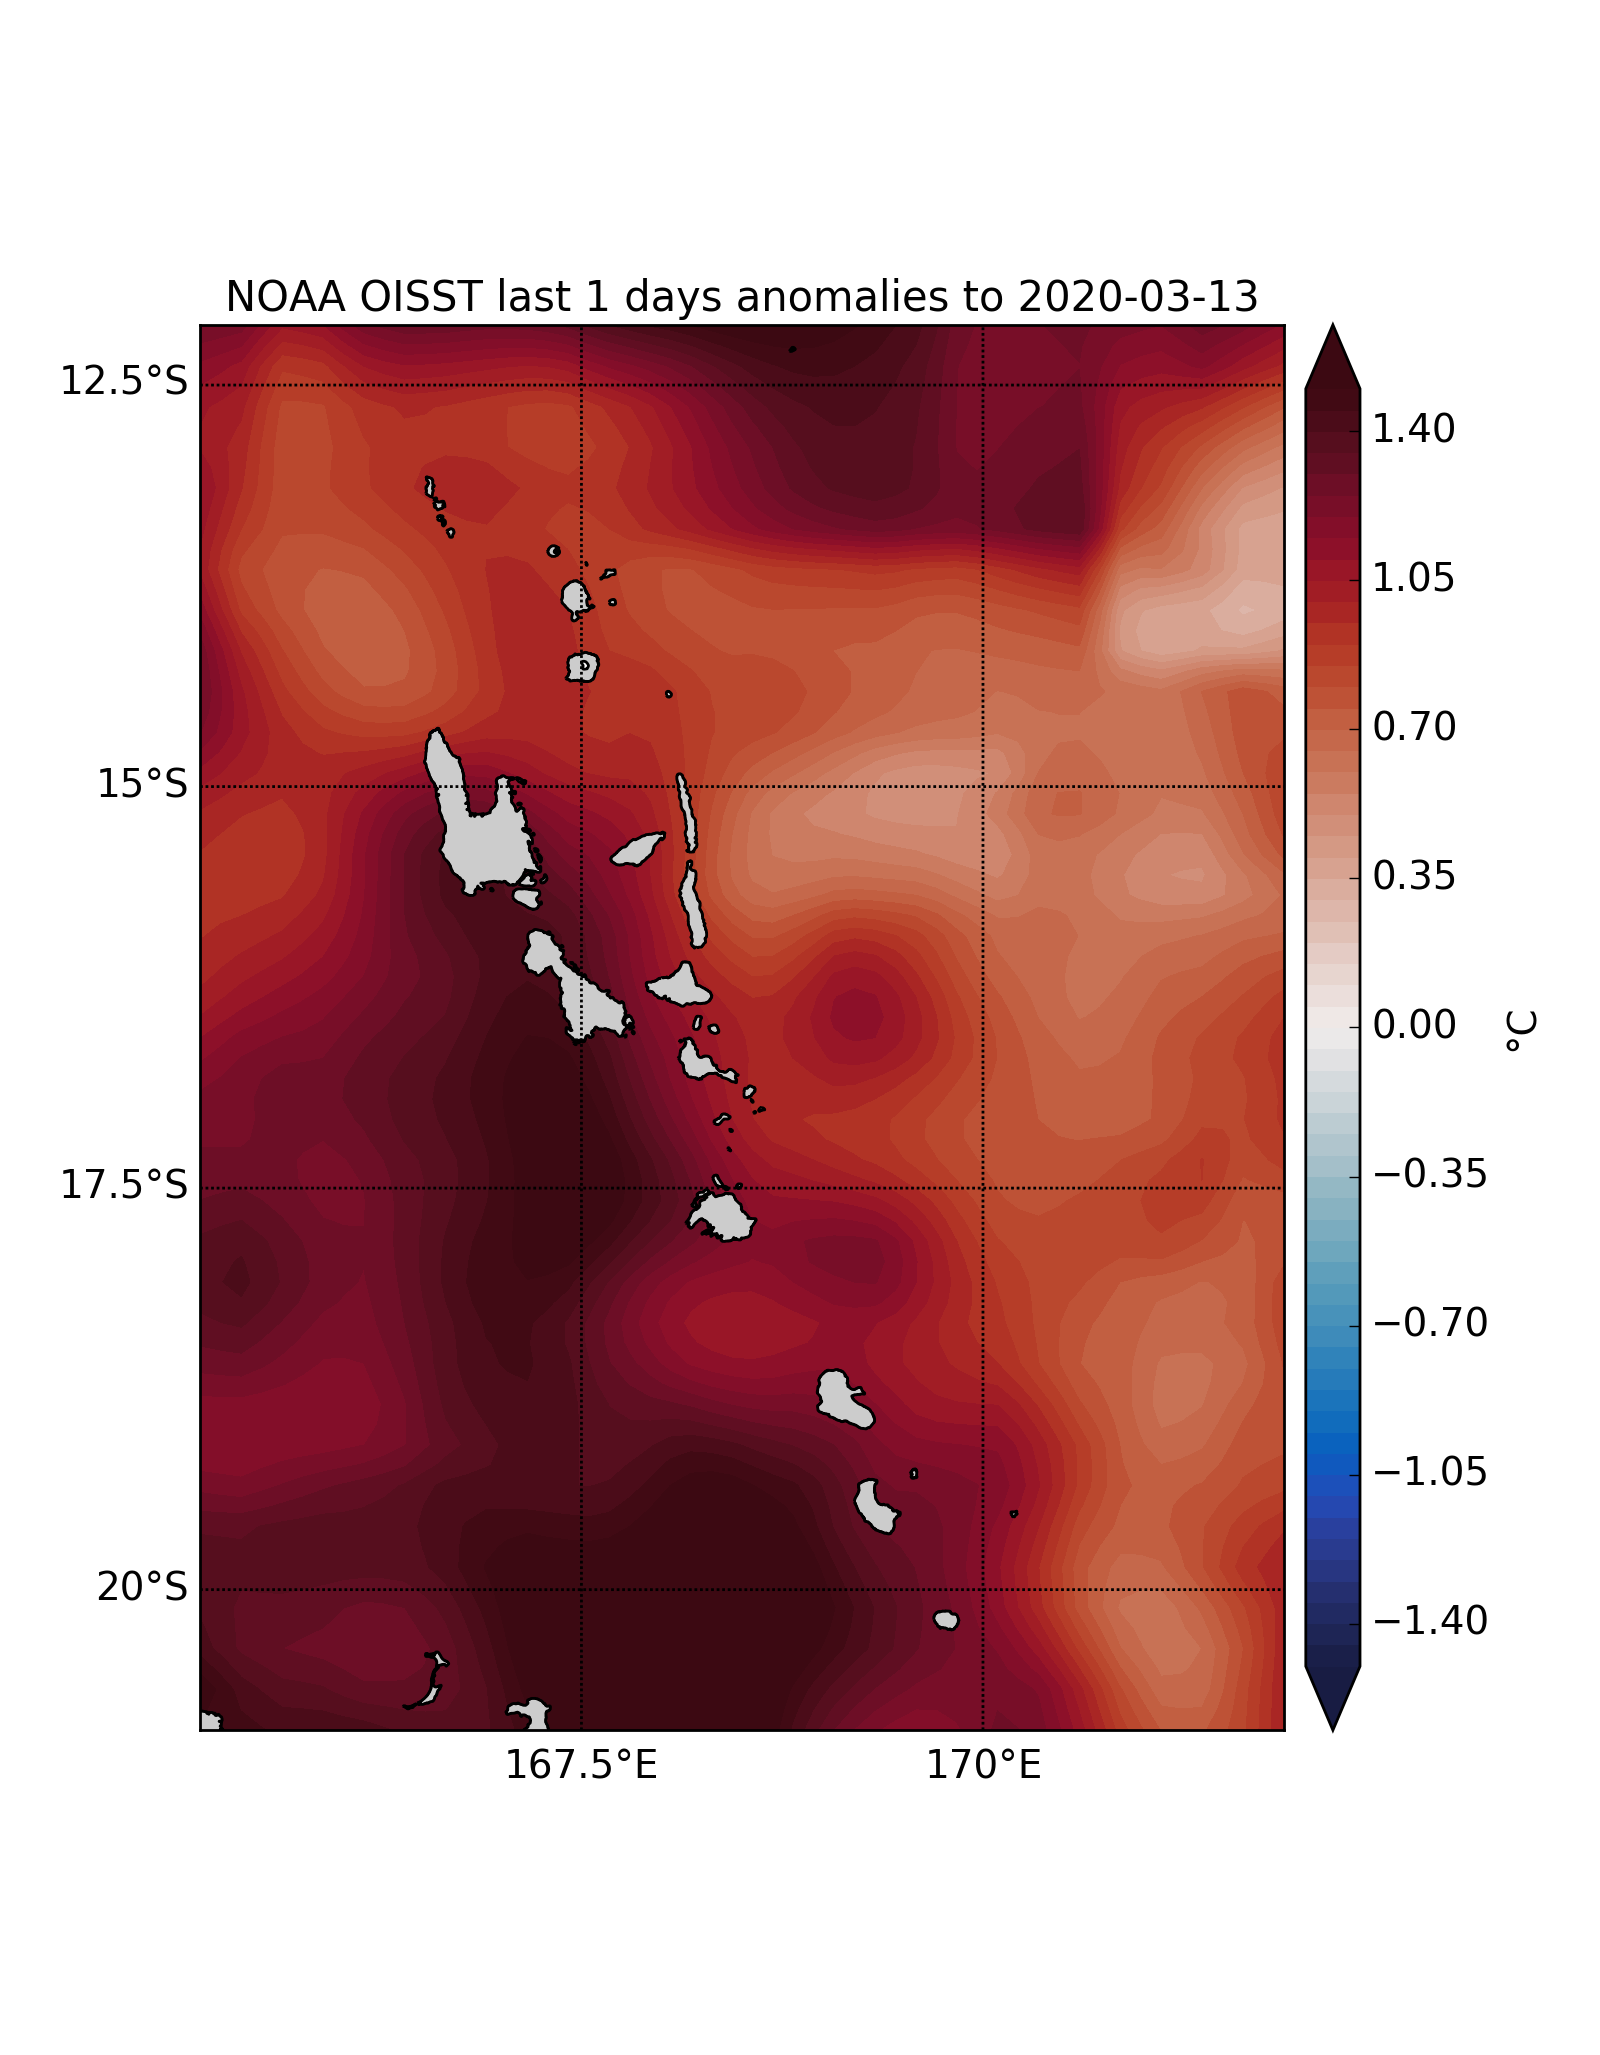 NOAA OISST last 1 days anomalies to 2020-03-13
12.5°S
15°S
17.5°S
20°S
167.5°E
170°E
1.40
1.05
0.70
0.35
0.00
−0.35
−0.70
−1.05
−1.40
°C